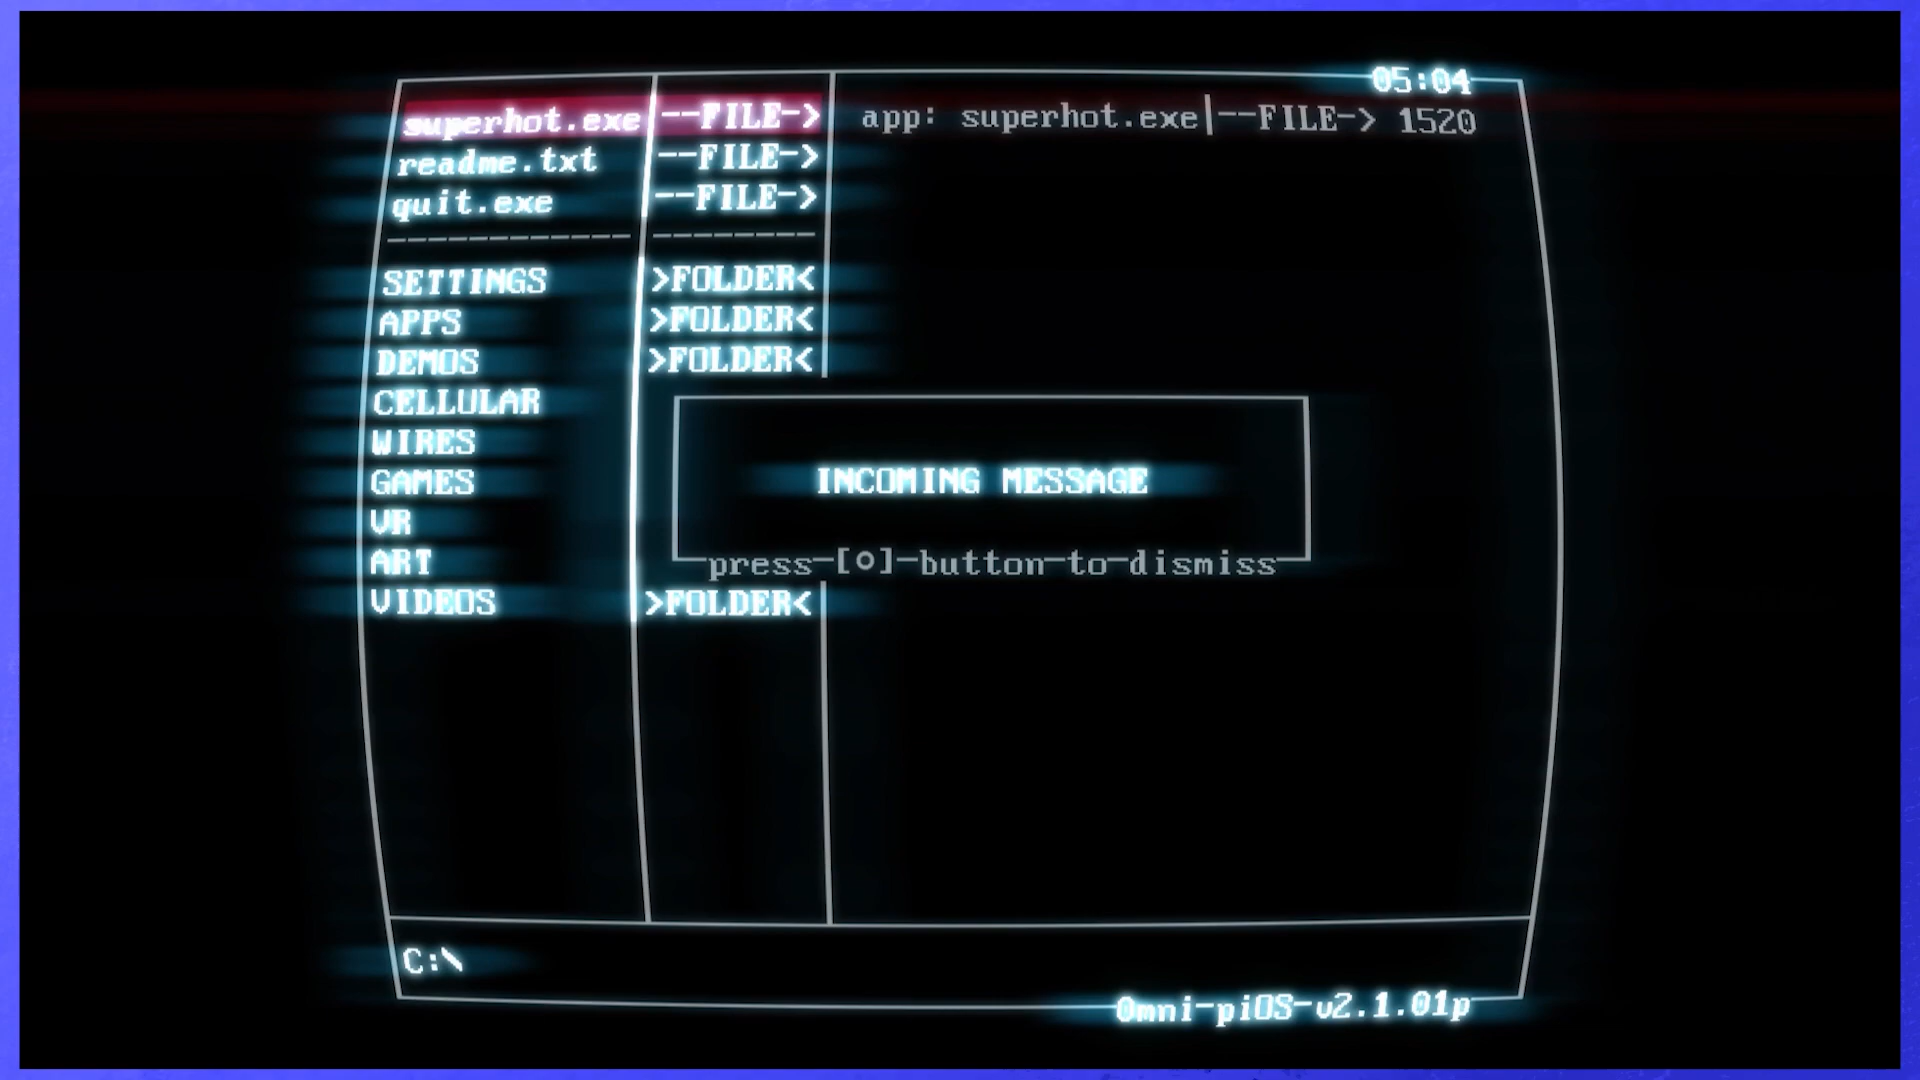 05:04
superhot.exe --FILE-> app: superhot.exe|--FILE-> 1520
readme.txt --FILE->
quit.exe --FILE->
------------ --------
SETTINGS >FOLDER<
APPS >FOLDER<
DEMOS >FOLDER<
CELLULAR
WIRES
GAMES
VR
ART
VIDEOS >FOLDER<
INCOMING MESSAGE
press-[O]-button-to-dismiss
C:\
Omni-piOS-v2.1.01p